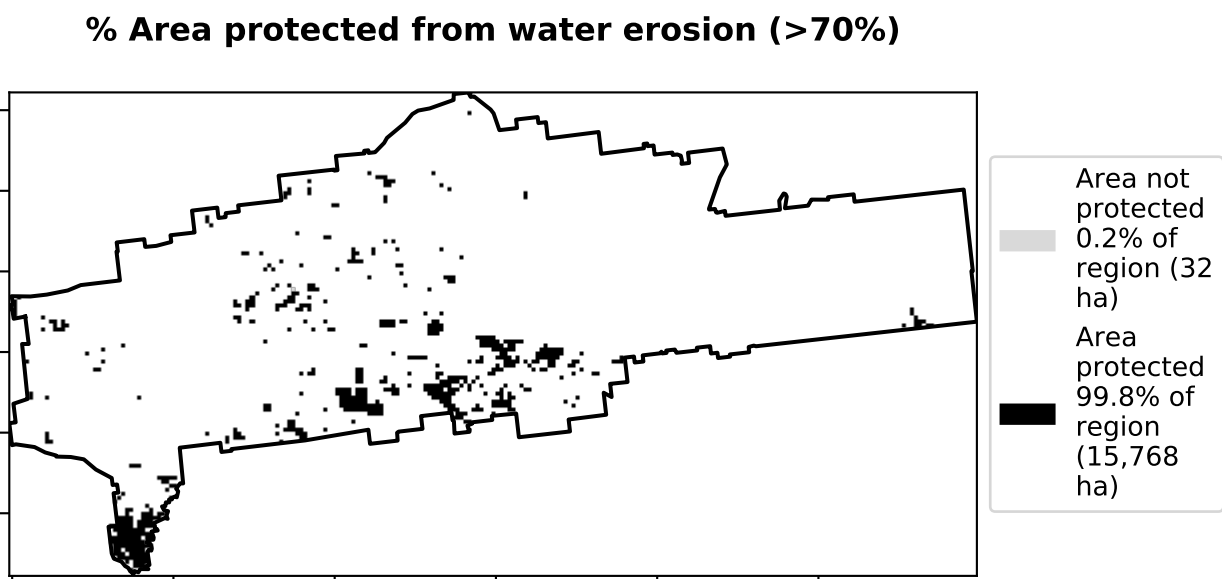 % Area protected from water erosion (>70%)
Area not
protected
0.2% of
region (32
ha)
Area
protected
99.8% of
region
(15,768
ha)